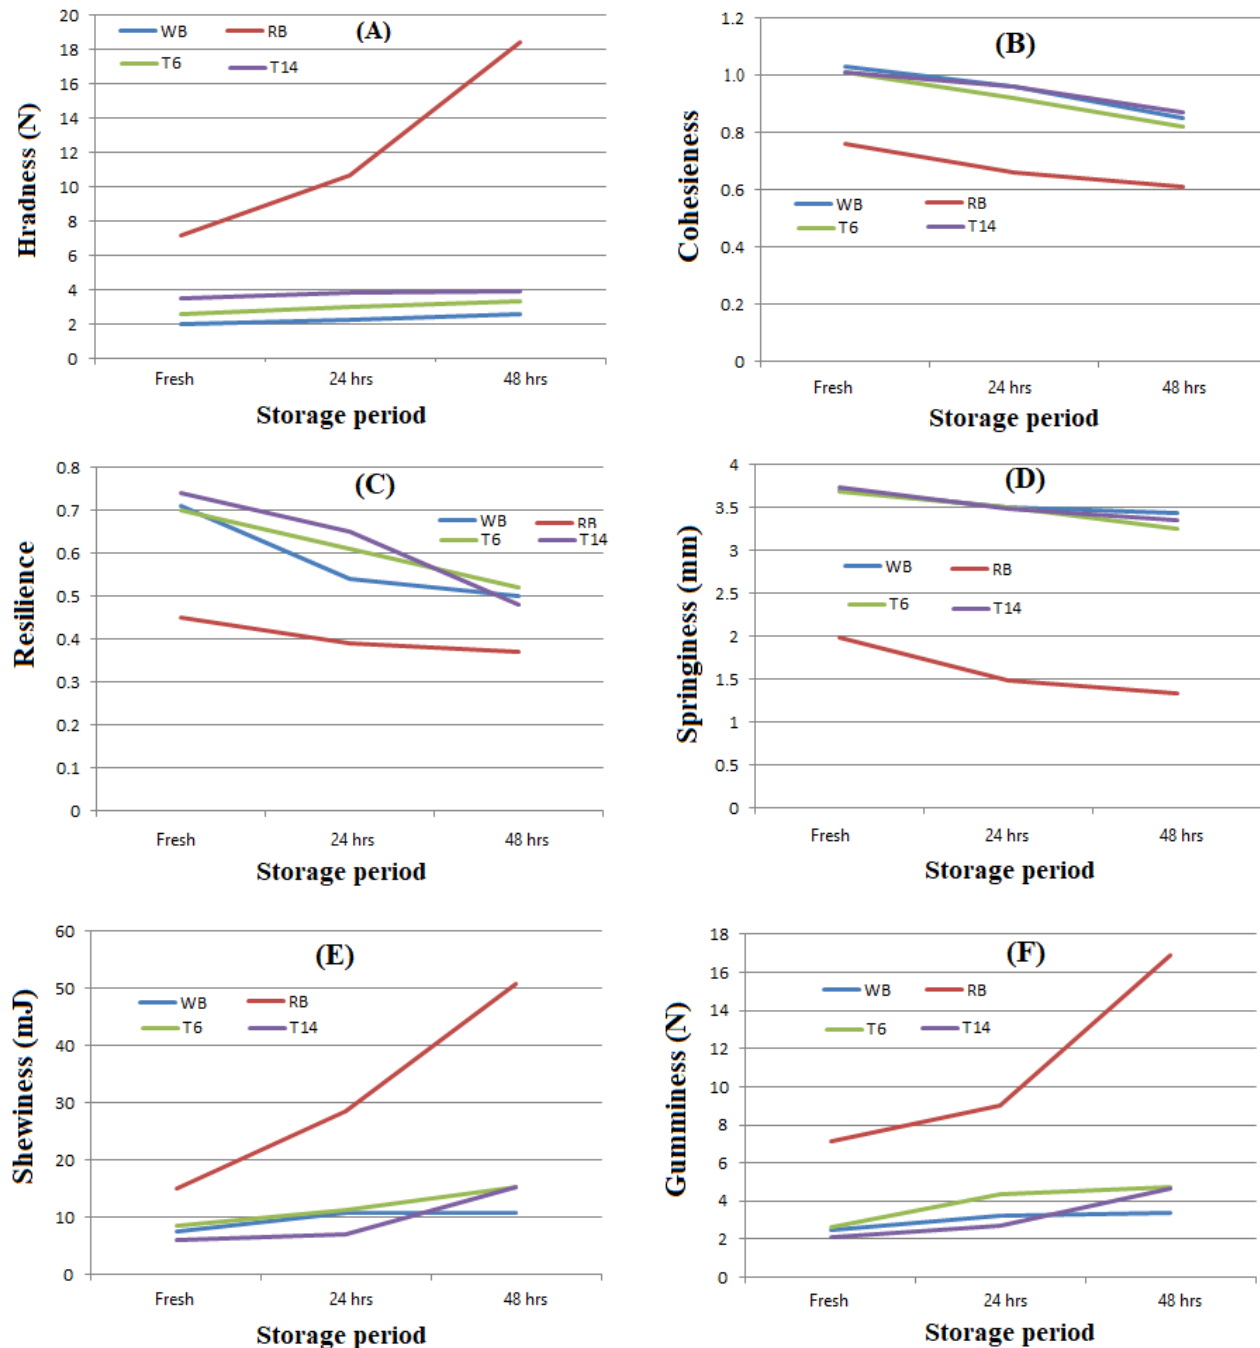 (A)
WB RB
T6 T14
Hradness (N)
20
18
16
14
12
10
8
6
4
2
0
Fresh 24 hrs 48 hrs
Storage period
(B)
1.2
1.0
0.8
0.6
0.4
0.2
0
Cohesieness
WB RB
T6 T14
Fresh 24 hrs 48 hrs
Storage period
(C)
0.8
0.7
0.6
0.5
0.4
0.3
0.2
0.1
0
Resilience
WB RB
T6 T14
Fresh 24 hrs 48 hrs
Storage period
(D)
4
3.5
3
2.5
2
1.5
1
0.5
0
Springiness (mm)
WB RB
T6 T14
Fresh 24 hrs 48 hrs
Storage period
(E)
60
50
40
30
20
10
0
Shewiness (mJ)
WB RB
T6 T14
Fresh 24 hrs 48 hrs
Storage period
(F)
18
16
14
12
10
8
6
4
2
0
Gumminess (N)
WB RB
T6 T14
Fresh 24 hrs 48 hrs
Storage period